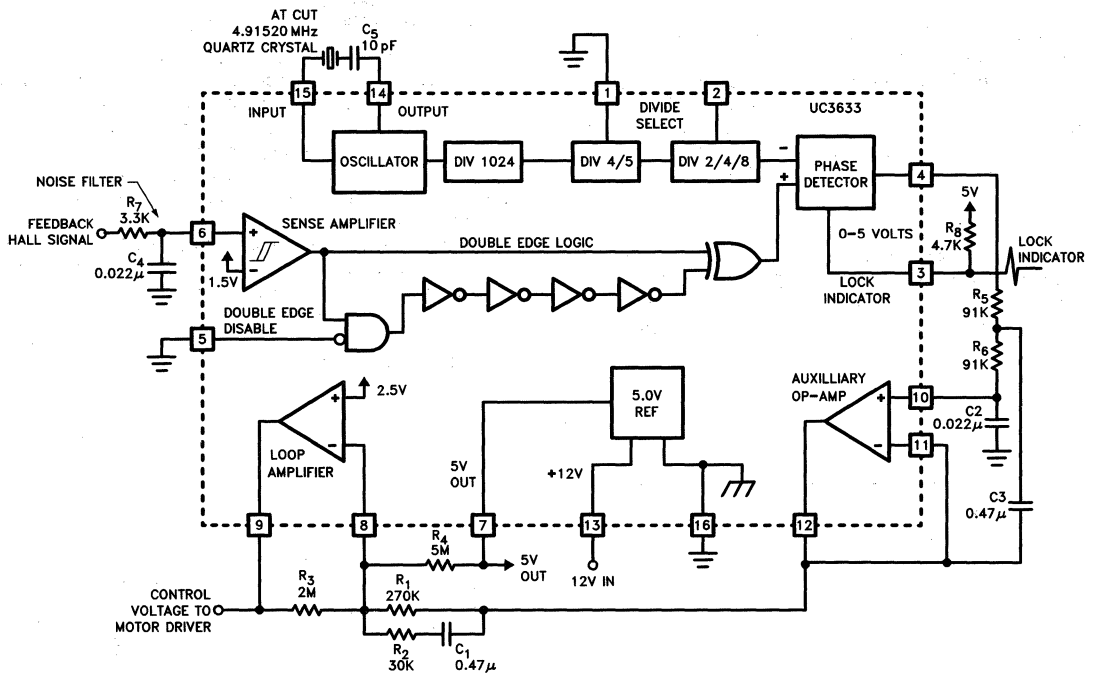 AT CUT
4.91520 MHz
QUARTZ CRYSTAL
C5
10 pF
15
14
1
2
INPUT
OUTPUT
DIVIDE
SELECT
UC3633
OSCILLATOR
DIV 1024
DIV 4/5
DIV 2/4/8
-
+
PHASE
DETECTOR
4
NOISE FILTER
R7
3.3K
FEEDBACK
HALL SIGNAL
6
SENSE AMPLIFIER
+
-
1.5V
C4
0.022μ
DOUBLE EDGE LOGIC
0-5 VOLTS
5V
R8
4.7K
LOCK
INDICATOR
3
LOCK
INDICATOR
DOUBLE EDGE
DISABLE
5
R5
91K
R6
91K
2.5V
+
-
LOOP
AMPLIFIER
5.0V
REF
AUXILLIARY
OP-AMP
+
-
10
11
C2
0.022μ
5V
OUT
+12V
C3
0.47μ
9
8
7
13
16
12
R4
5M
5V
OUT
12V IN
CONTROL
VOLTAGE TO
MOTOR DRIVER
R3
2M
R1
270K
R2
30K
C1
0.47μ